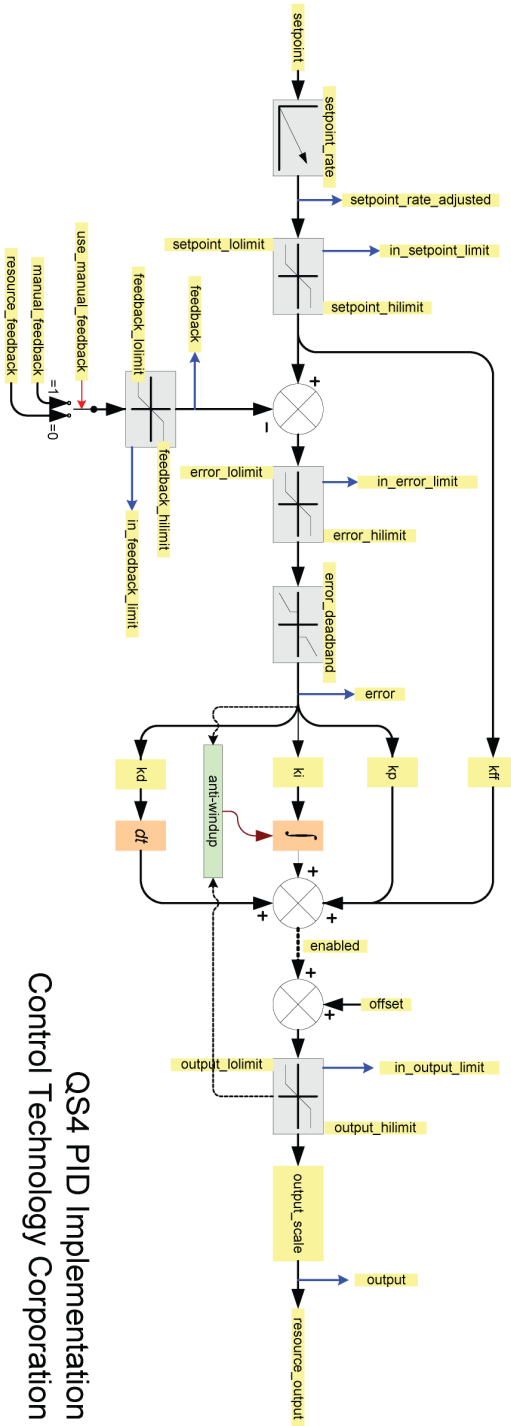 setpoint
setpoint_rate
setpoint_rate_adjusted
setpoint_lolimit
in_setpoint_limit
setpoint_hilimit
resource_feedback
manual_feedback
use_manual_feedback
=1
=0
feedback_lolimit
feedback
feedback_hilimit
in_feedback_limit
+
−
error_lolimit
in_error_limit
error_hilimit
error_deadband
error
kd
ki
kp
kff
dt
anti-windup
∫
+
+
+
enabled
+
+
offset
output_lolimit
in_output_limit
output_hilimit
output_scale
output
resource_output
QS4 PID Implementation
Control Technology Corporation